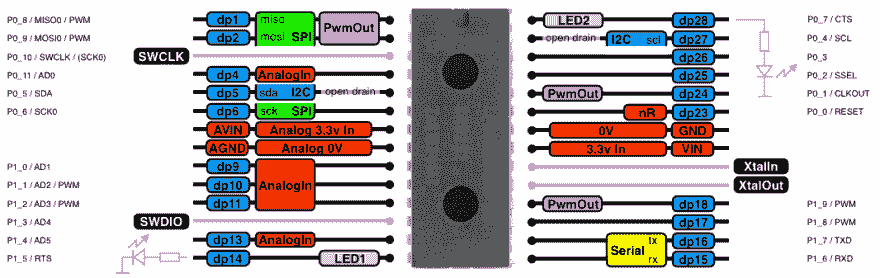 P0_8 / MISO0 / PWM dp1 miso PwmOut LED2 dp28 P0_7 / CTS
P0_9 / MOSI0 / PWM dp2 mosi SPI open drain I2C scl dp27 P0_4 / SCL
P0_10 / SWCLK / (SCK0) SWCLK dp26 P0_3
P0_11 / AD0 dp4 AnalogIn dp25 P0_2 / SSEL
P0_5 / SDA dp5 sda I2C open drain PwmOut dp24 P0_1 / CLKOUT
P0_6 / SCK0 dp6 sck SPI nR dp23 P0_0 / RESET
AVIN Analog 3.3v In 0V GND
AGND Analog 0V 3.3v In VIN
P1_0 / AD1 dp9 AnalogIn XtalIn
P1_1 / AD2 / PWM dp10 XtalOut
P1_2 / AD3 / PWM dp11 PwmOut dp18 P1_9 / PWM
P1_3 / AD4 SWDIO dp17 P1_8 / PWM
P1_4 / AD5 dp13 AnalogIn Serial tx dp16 P1_7 / TXD
P1_5 / RTS dp14 LED1 rx dp15 P1_6 / RXD